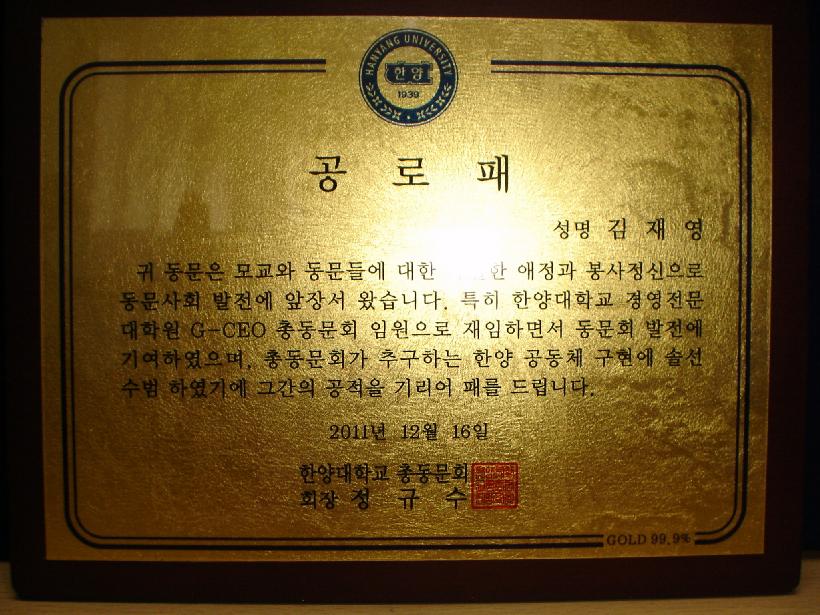 HANYANG UNIVERSITY
한양
1939
공 로 패
성명 김 재 영
귀 동문은 모교와 동문들에 대한 한 애정과 봉사정신으로
동문사회 발전에 앞장서 왔습니다. 특히 한양대학교 경영전문
대학원 G-CEO 총동문회 임원으로 재임하면서 동문회 발전에
기여하였으며, 총동문회가 추구하는 한양 공동체 구현에 솔선
수범 하였기에 그간의 공적을 기리어 패를 드립니다.
2011년 12월 16일
한양대학교 총동문회
회장 정 규 수
GOLD 99.9%